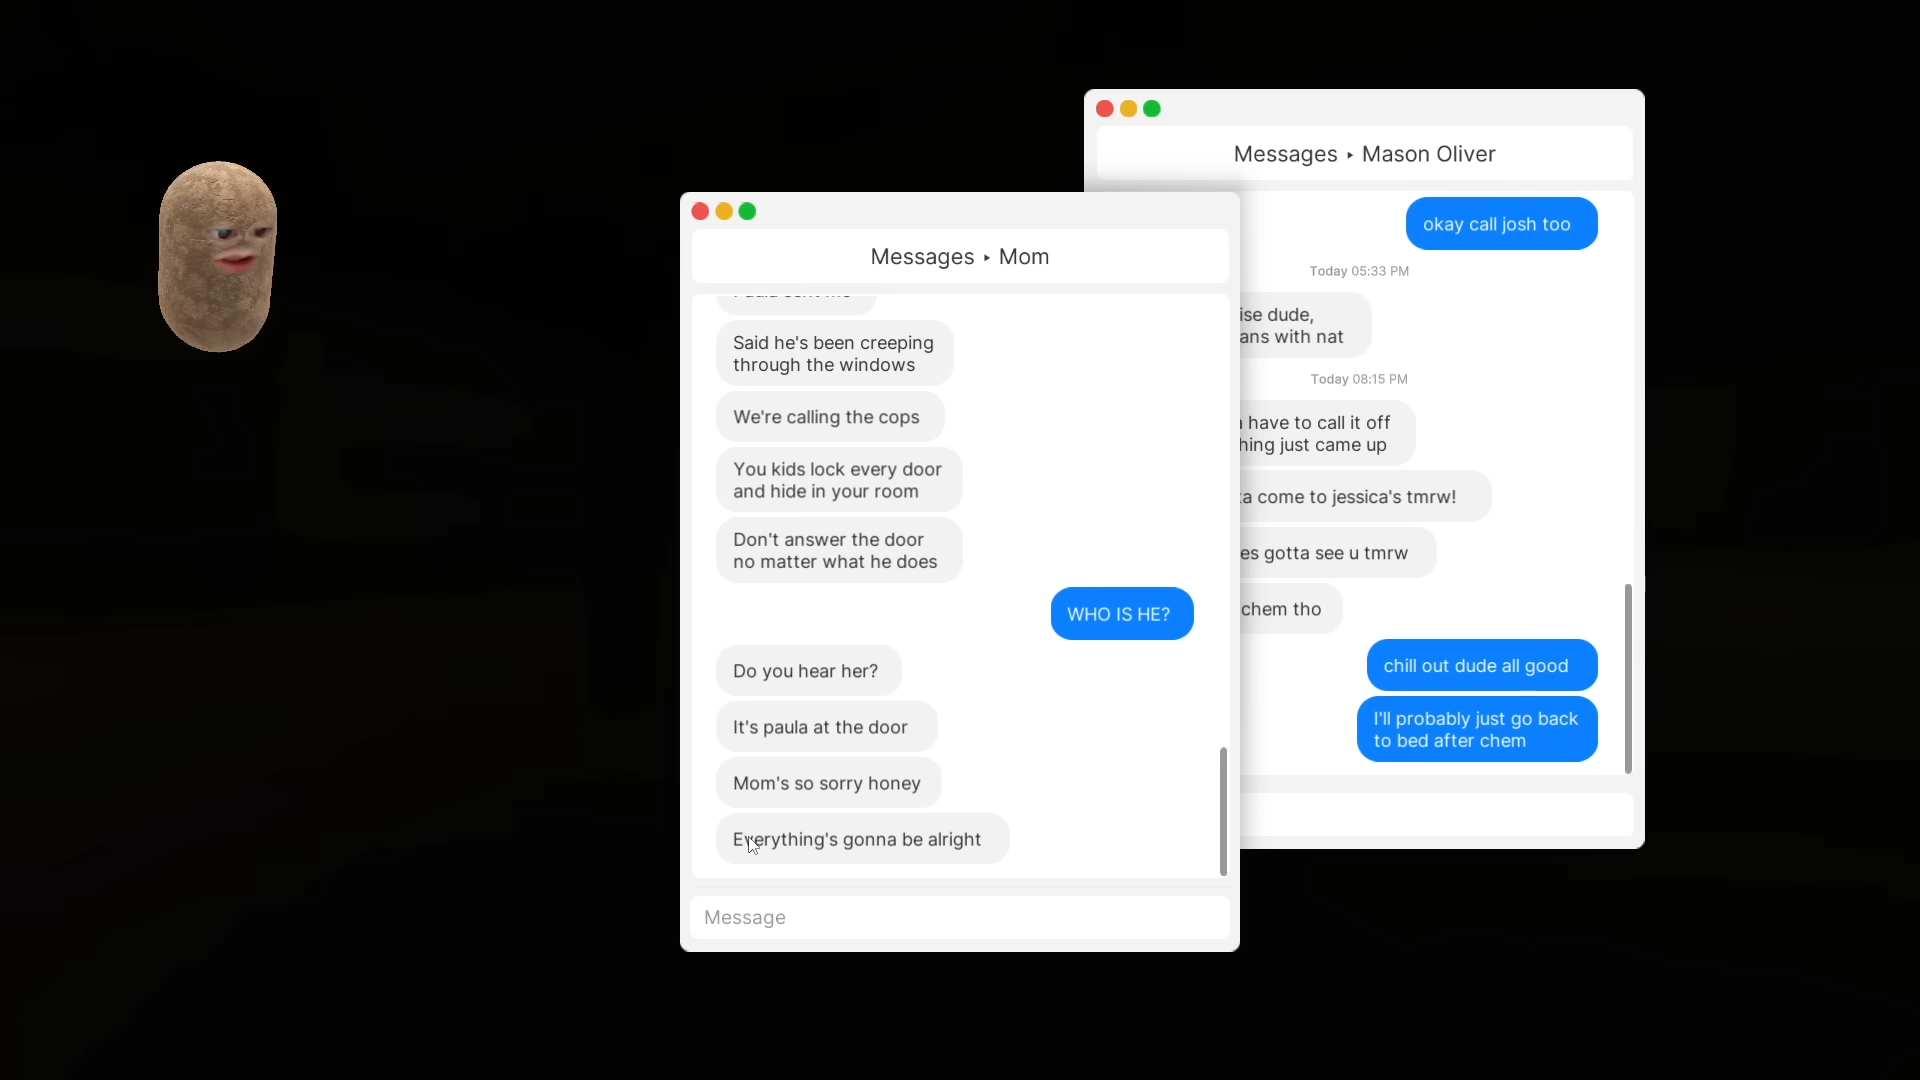 Messages ▸ Mason Oliver
okay call josh too
Today 05:33 PM
ise dude,
ans with nat
Today 08:15 PM
have to call it off
hing just came up
ta come to jessica's tmrw!
es gotta see u tmrw
chem tho
chill out dude all good
I'll probably just go back
to bed after chem
Messages ▸ Mom
Said he's been creeping
through the windows
We're calling the cops
You kids lock every door
and hide in your room
Don't answer the door
no matter what he does
WHO IS HE?
Do you hear her?
It's paula at the door
Mom's so sorry honey
Everything's gonna be alright
Message